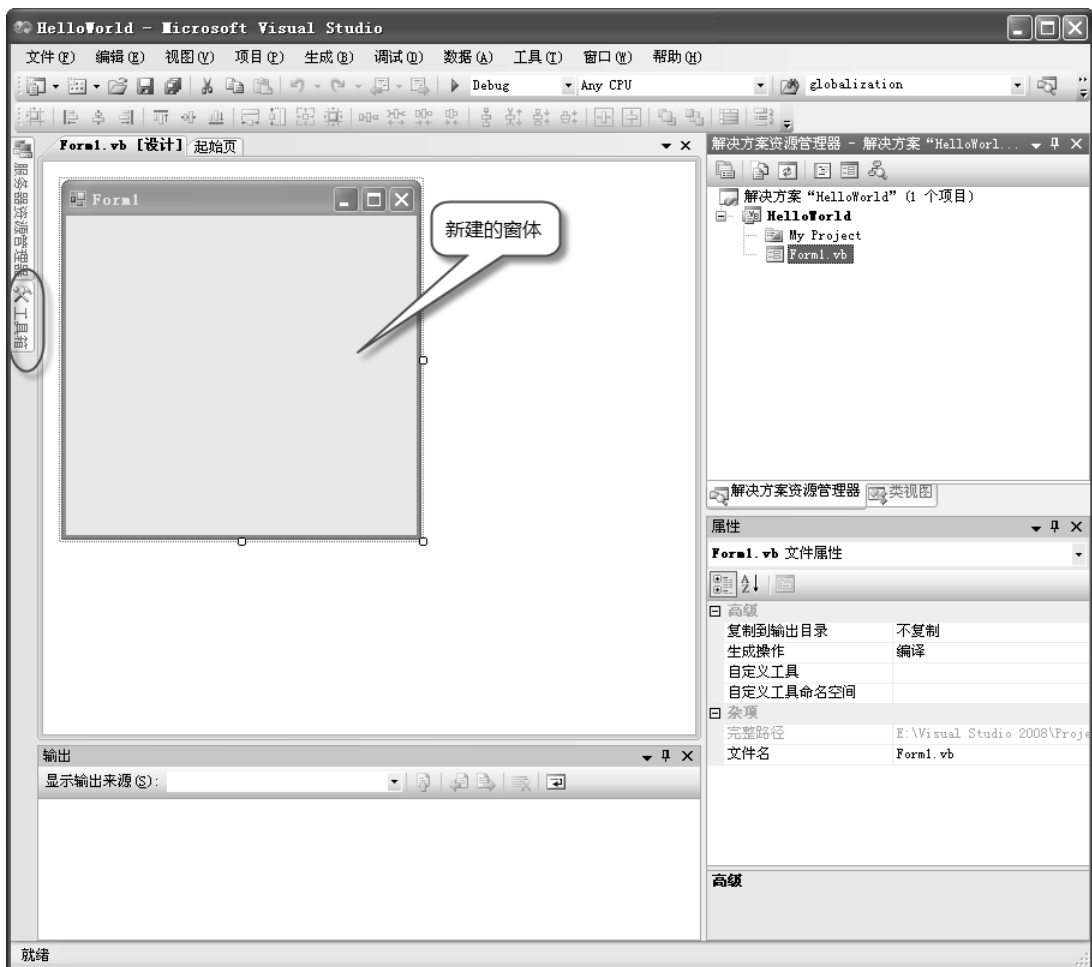 HelloWorld - Microsoft Visual Studio
文件(F) 编辑(E) 视图(V) 项目(P) 生成(B) 调试(D) 数据(A) 工具(T) 窗口(W) 帮助(H)
Debug Any CPU globalization
服务器资源管理器
工具箱
Form1.vb [设计] 起始页
Form1
新建的窗体
解决方案资源管理器 - 解决方案“HelloWorl...
解决方案“HelloWorld”(1 个项目)
HelloWorld
My Project
Form1.vb
解决方案资源管理器 类视图
属性
Form1.vb 文件属性
高级
复制到输出目录 不复制
生成操作 编译
自定义工具
自定义工具命名空间
杂项
完整路径 E:\Visual Studio 2008\Proje
文件名 Form1.vb
高级
输出
显示输出来源(S):
就绪